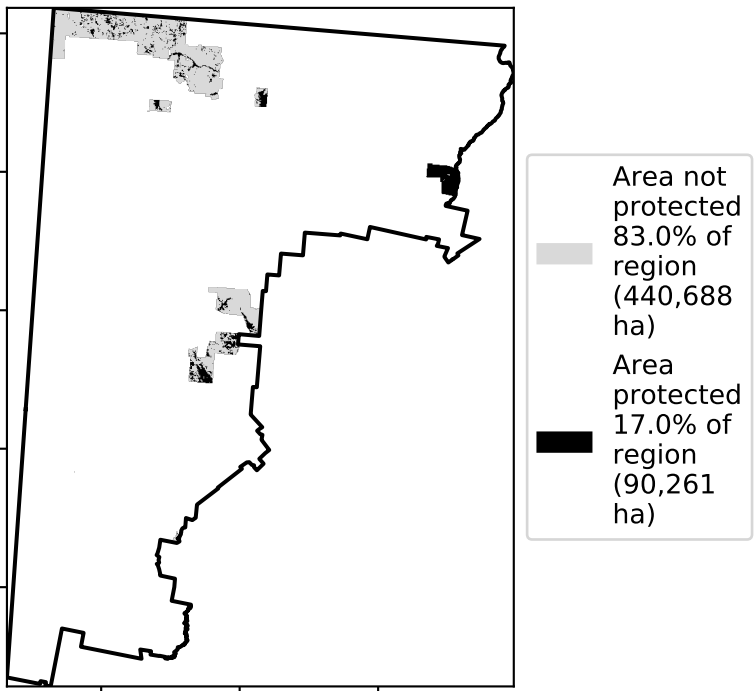 Area not
protected
83.0% of
region
(440,688
ha)
Area
protected
17.0% of
region
(90,261
ha)